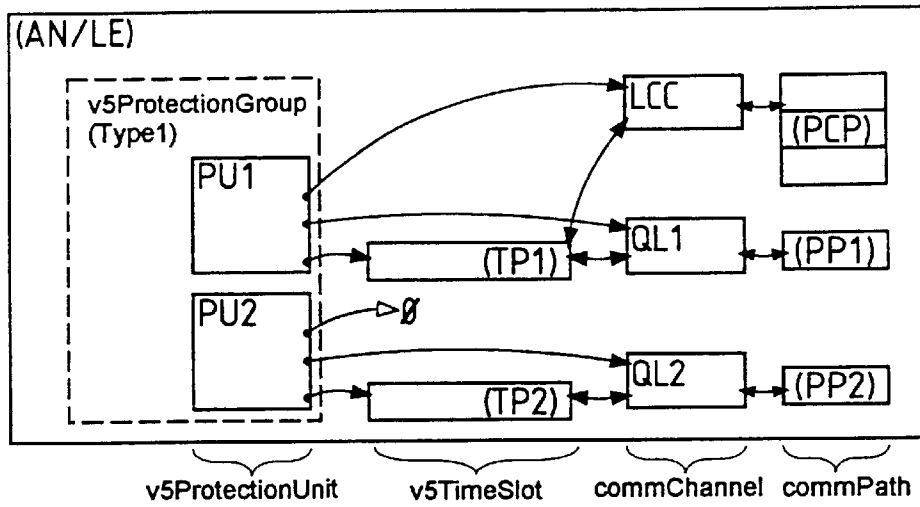 (AN/LE)
v5ProtectionGroup
(Type1)
PU1
LCC
(PCP)
(TP1)
QL1
(PP1)
PU2
Ø
(TP2)
QL2
(PP2)
v5ProtectionUnit
v5TimeSlot
commChannel
commPath